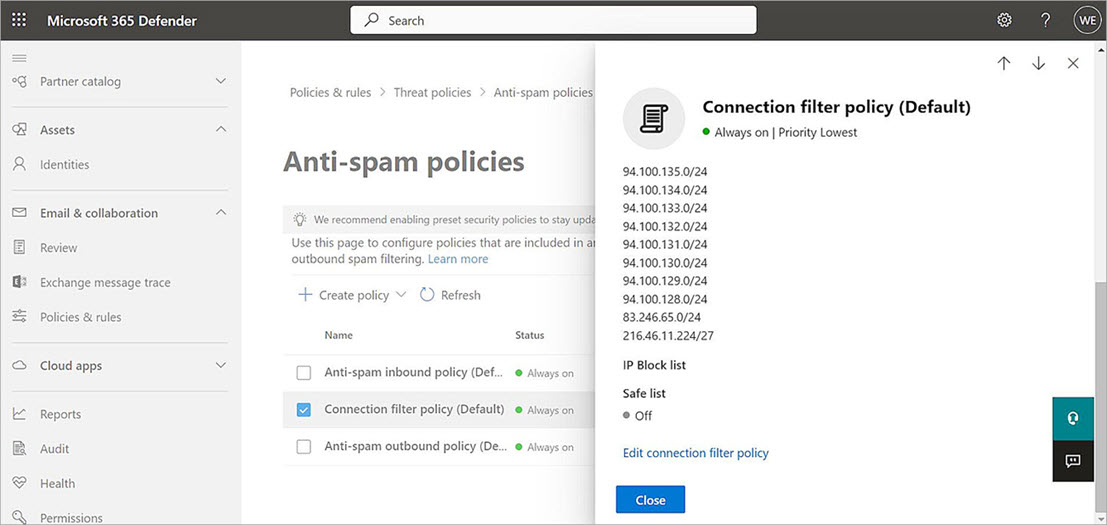 Microsoft 365 Defender
Search
WE
Partner catalog
Assets
Identities
Email & collaboration
Review
Exchange message trace
Policies & rules
Cloud apps
Reports
Audit
Health
Permissions
Policies & rules > Threat policies > Anti-spam policies
Anti-spam policies
We recommend enabling preset security policies to stay upda
Use this page to configure policies that are included in
outbound spam filtering. Learn more
Create policy
Refresh
Name Status
Anti-spam inbound policy (Def... Always on
Connection filter policy (Default) Always on
Anti-spam outbound policy (De... Always on
Connection filter policy (Default)
Always on | Priority Lowest
94.100.135.0/24
94.100.134.0/24
94.100.133.0/24
94.100.132.0/24
94.100.131.0/24
94.100.130.0/24
94.100.129.0/24
94.100.128.0/24
83.246.65.0/24
216.46.11.224/27
IP Block list
Safe list
Off
Edit connection filter policy
Close